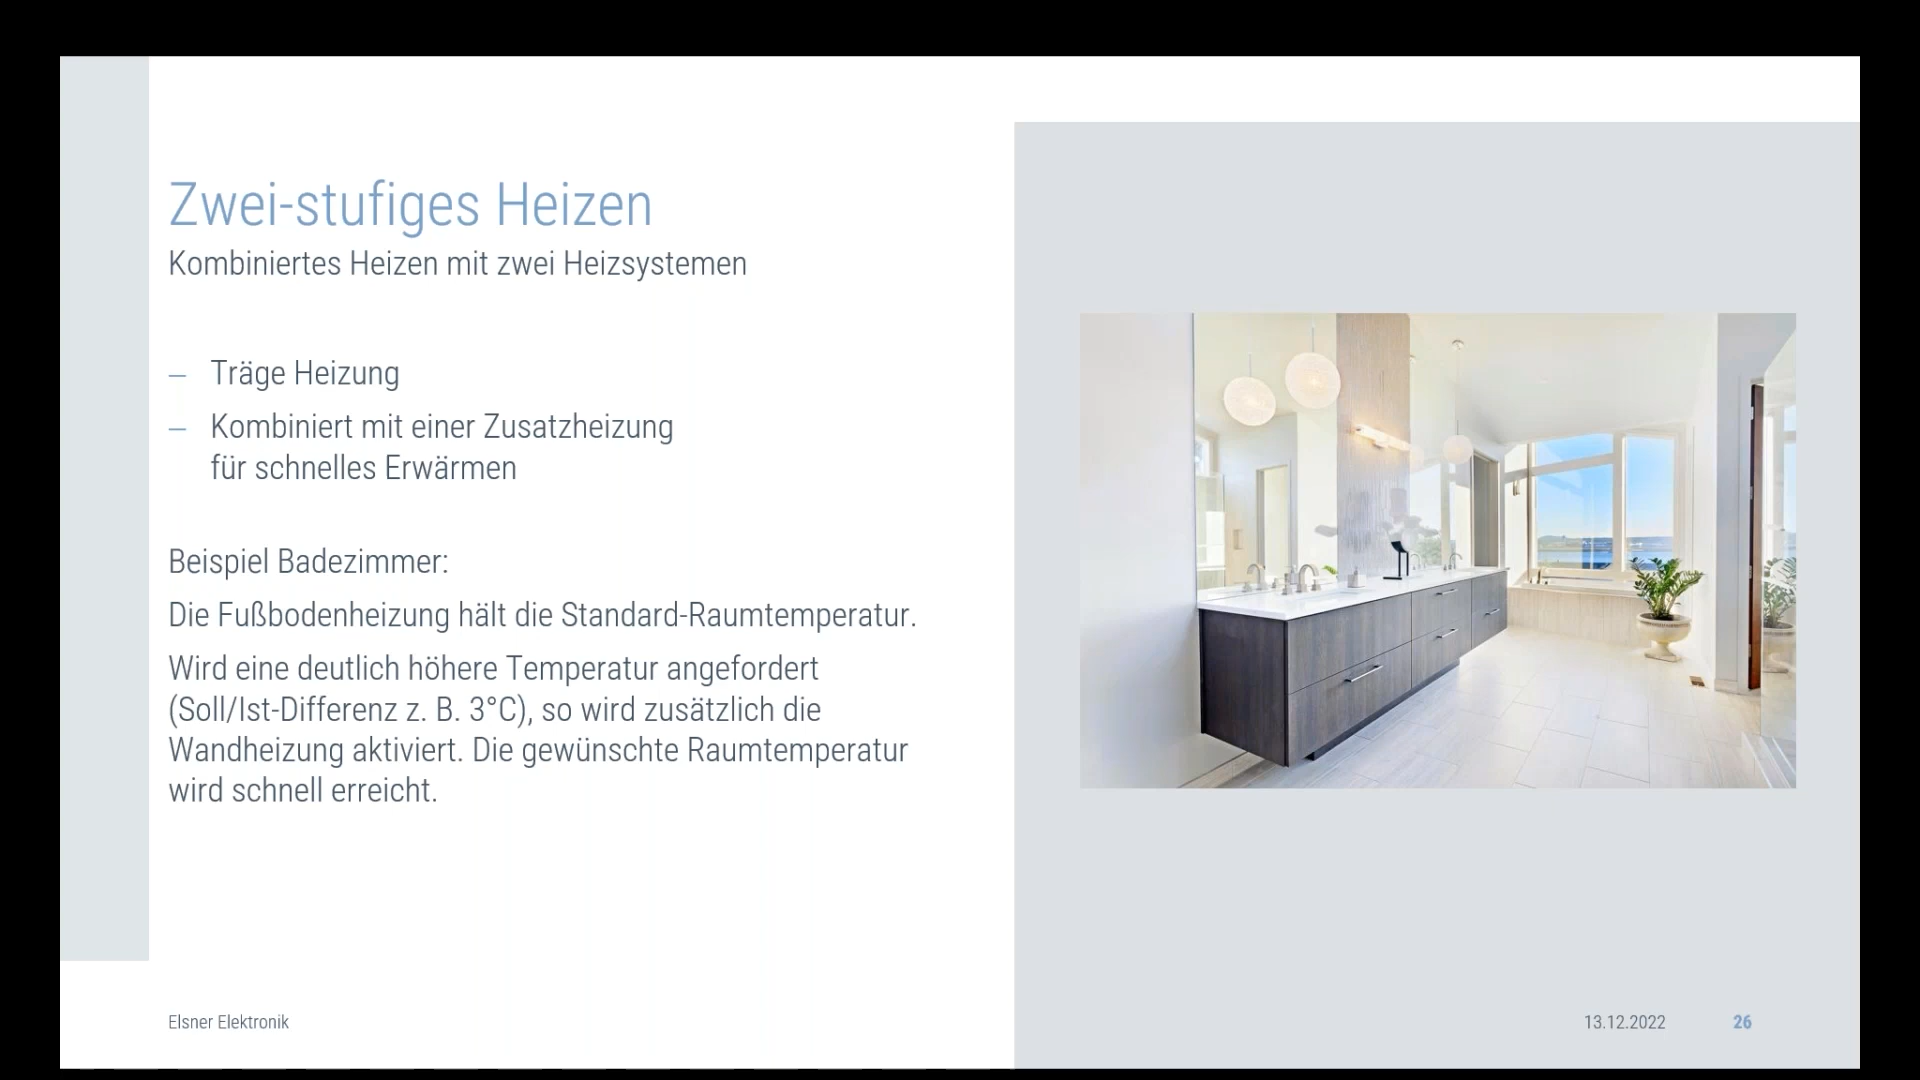 Zwei-stufiges Heizen
Kombiniertes Heizen mit zwei Heizsystemen
– Träge Heizung
– Kombiniert mit einer Zusatzheizung
für schnelles Erwärmen
Beispiel Badezimmer:
Die Fußbodenheizung hält die Standard-Raumtemperatur.
Wird eine deutlich höhere Temperatur angefordert
(Soll/Ist-Differenz z. B. 3°C), so wird zusätzlich die
Wandheizung aktiviert. Die gewünschte Raumtemperatur
wird schnell erreicht.
Elsner Elektronik
13.12.2022
26